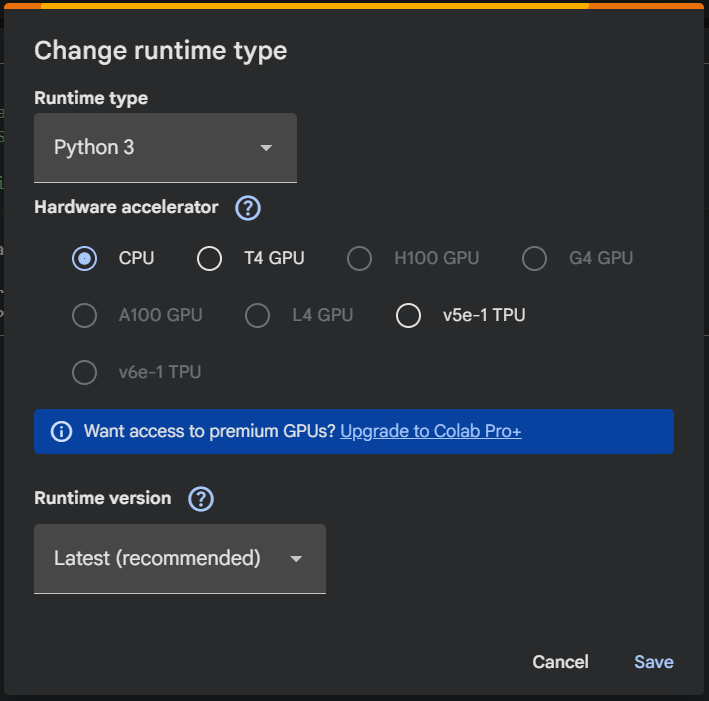 Change runtime type
Runtime type
Python 3
Hardware accelerator
CPU T4 GPU H100 GPU G4 GPU
A100 GPU L4 GPU v5e-1 TPU
v6e-1 TPU
Want access to premium GPUs? Upgrade to Colab Pro+
Runtime version
Latest (recommended)
Cancel Save